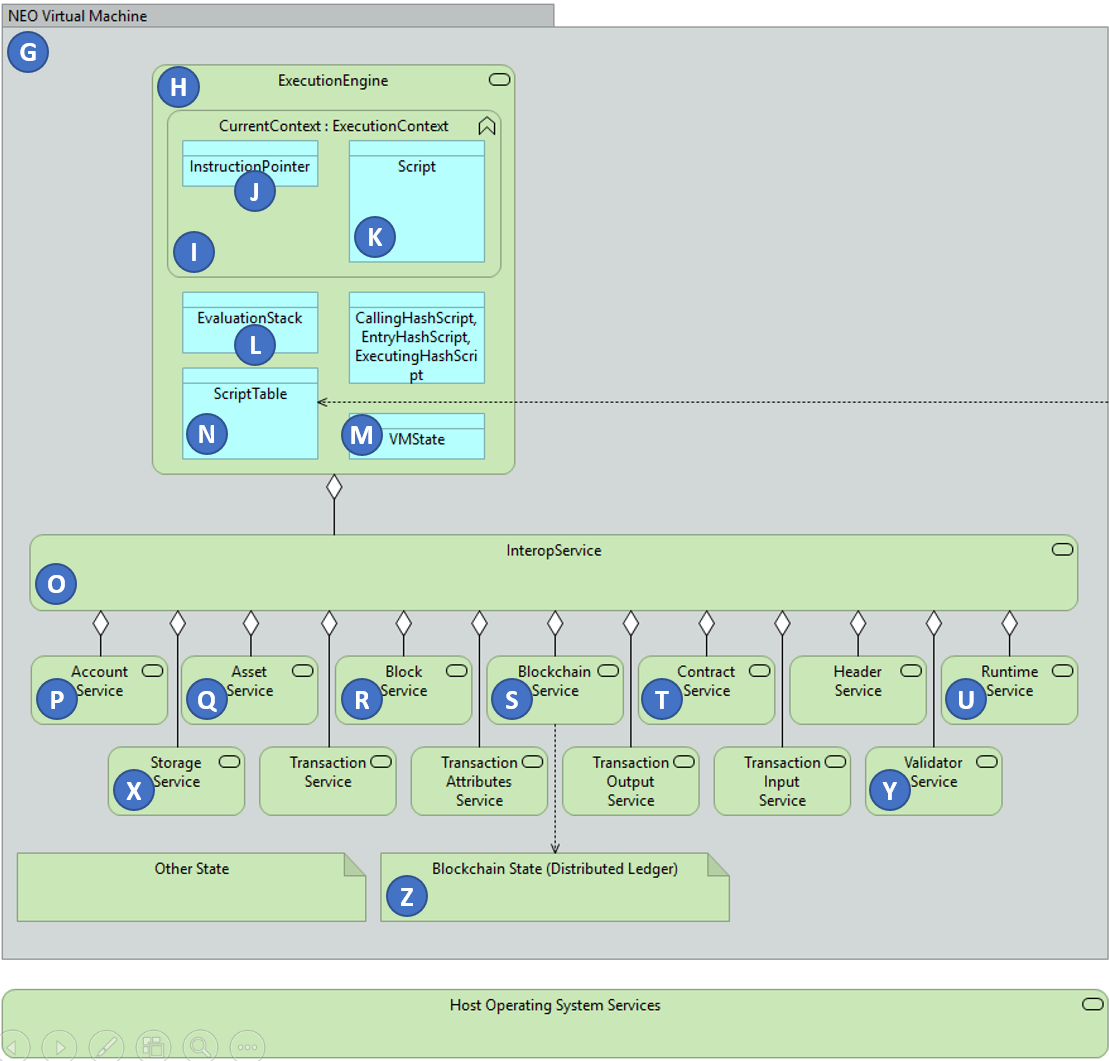 NEO Virtual Machine
G
H
ExecutionEngine
CurrentContext : ExecutionContext
InstructionPointer
J
Script
K
I
EvaluationStack
L
CallingHashScript,
EntryHashScript,
ExecutingHashScri
pt
ScriptTable
N
M
VMState
InteropService
O
Account
Service
P
Asset
Service
Q
Block
Service
R
Blockchain
Service
S
Contract
Service
T
Header
Service
Runtime
Service
U
Storage
Service
X
Transaction
Service
Transaction
Attributes
Service
Transaction
Output
Service
Transaction
Input
Service
Validator
Service
Y
Other State
Blockchain State (Distributed Ledger)
Z
Host Operating System Services